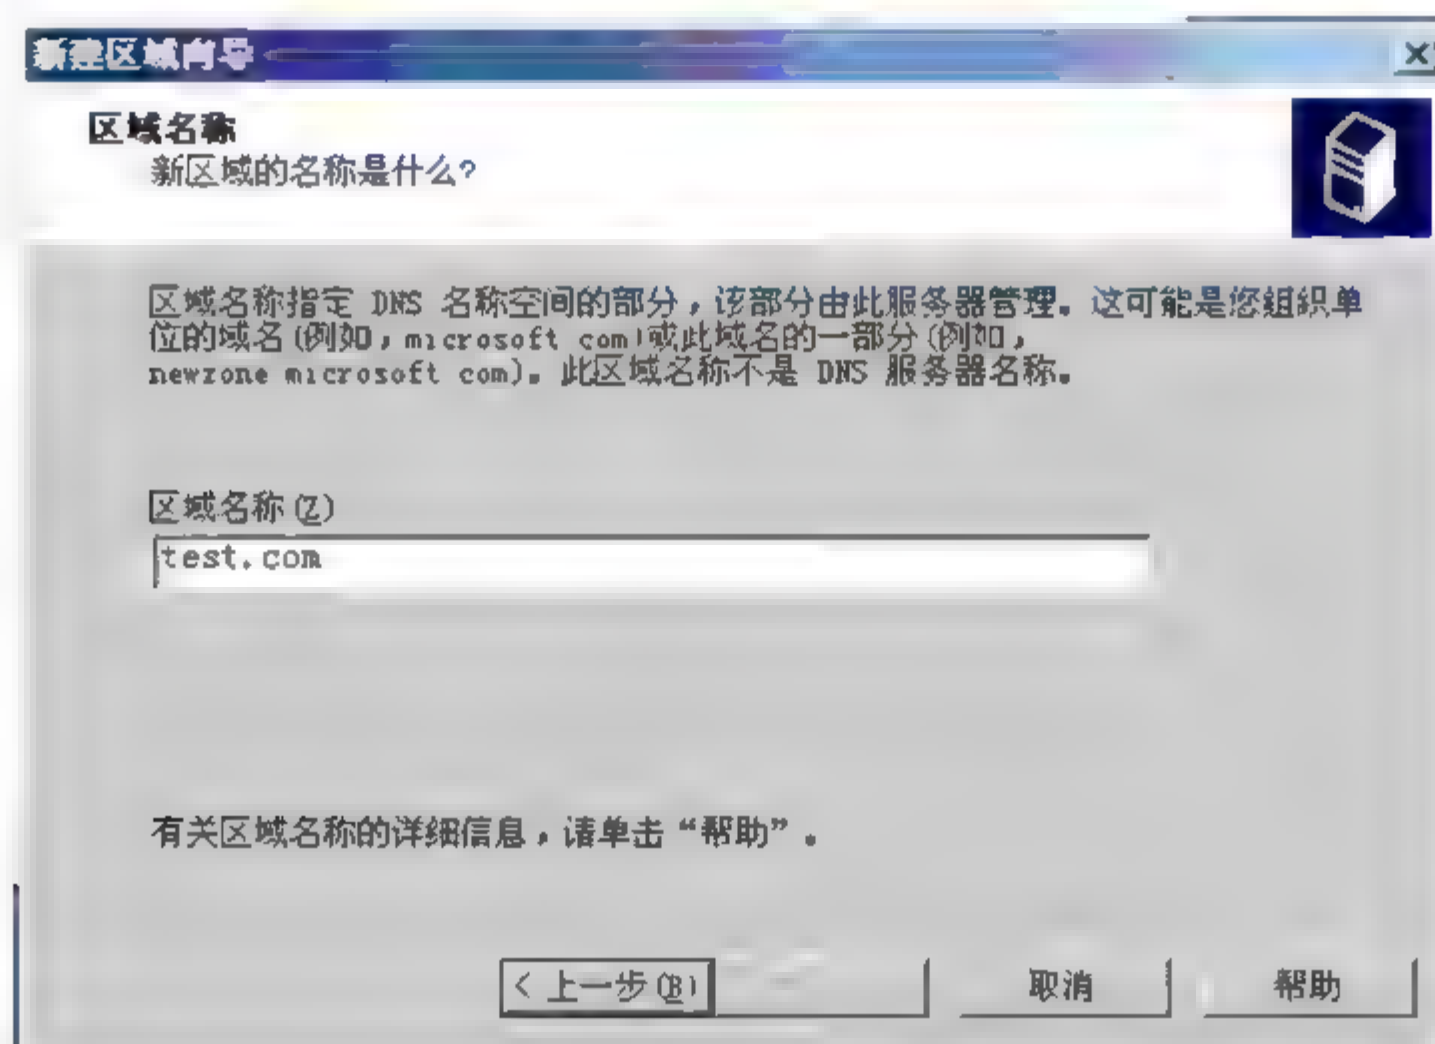 新建区域向导
区域名称
新区域的名称是什么?
区域名称指定 DNS 名称空间的部分，该部分由此服务器管理。这可能是您组织单
位的域名(例如，microsoft com)或此域名的一部分(例如，
newzone microsoft com)。此区域名称不是 DNS 服务器名称。
区域名称(Z)
test.com
有关区域名称的详细信息，请单击“帮助”。
< 上一步(B) 取消 帮助